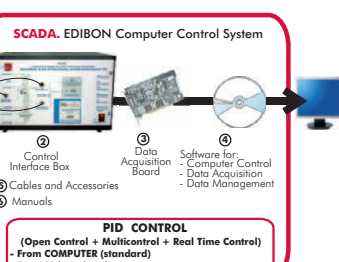 SCADA. EDIBON Computer Control System
2
Control
Interface Box
3
Data
Acquisition
Board
4
Software for:
- Computer Control
- Data Acquisition
- Data Management
5 Cables and Accessories
6 Manuals
PID CONTROL
(Open Control + Multicontrol + Real Time Control)
- From COMPUTER (standard)